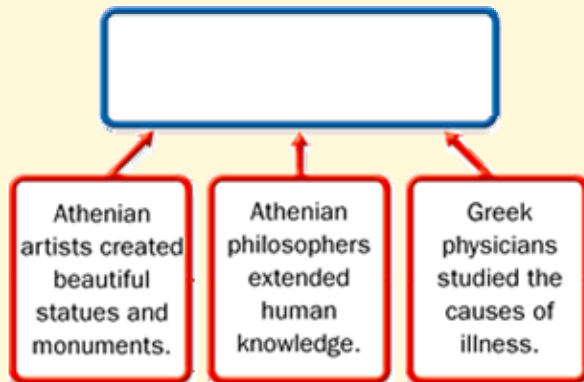 Athenian
artists created
beautiful
statues and
monuments.
Athenian
philosophers
extended
human
knowledge.
Greek
physicians
studied the
causes of
illness.